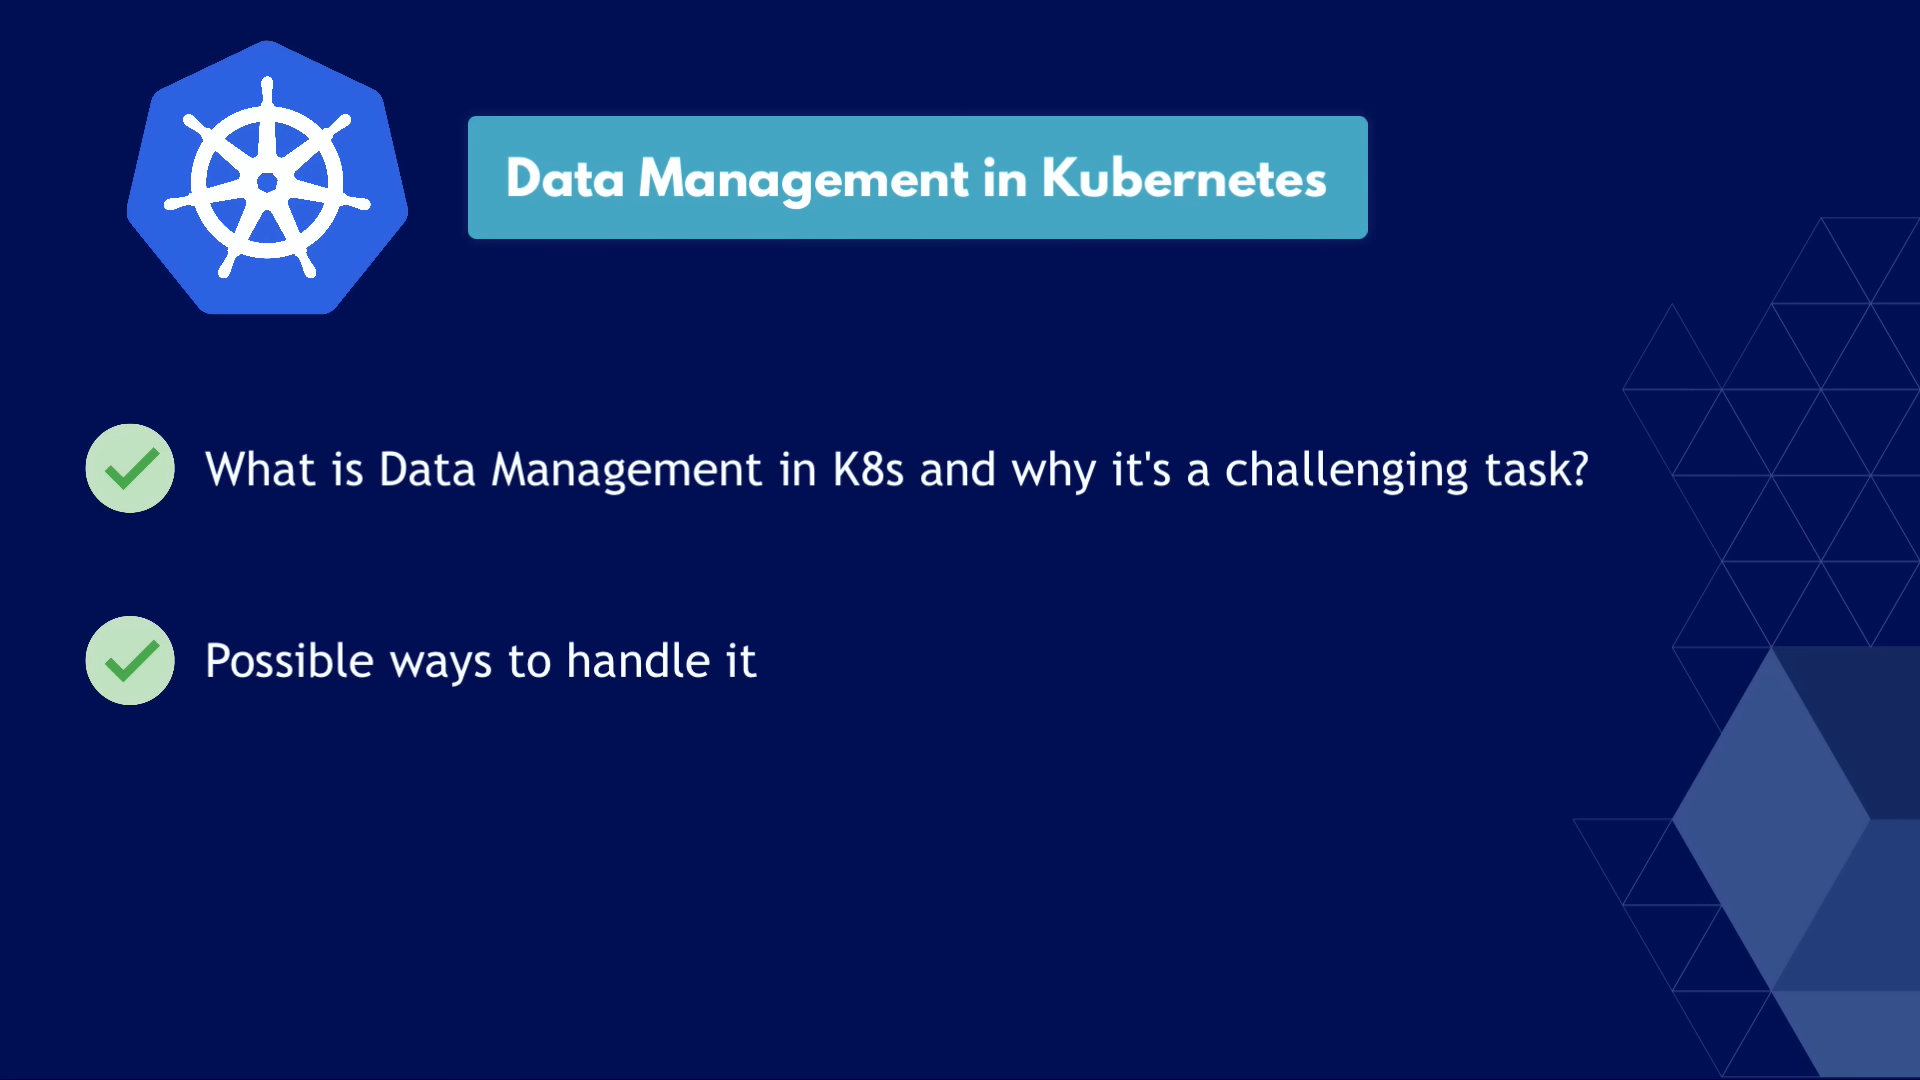 Data Management in Kubernetes
What is Data Management in K8s and why it's a challenging task?
Possible ways to handle it